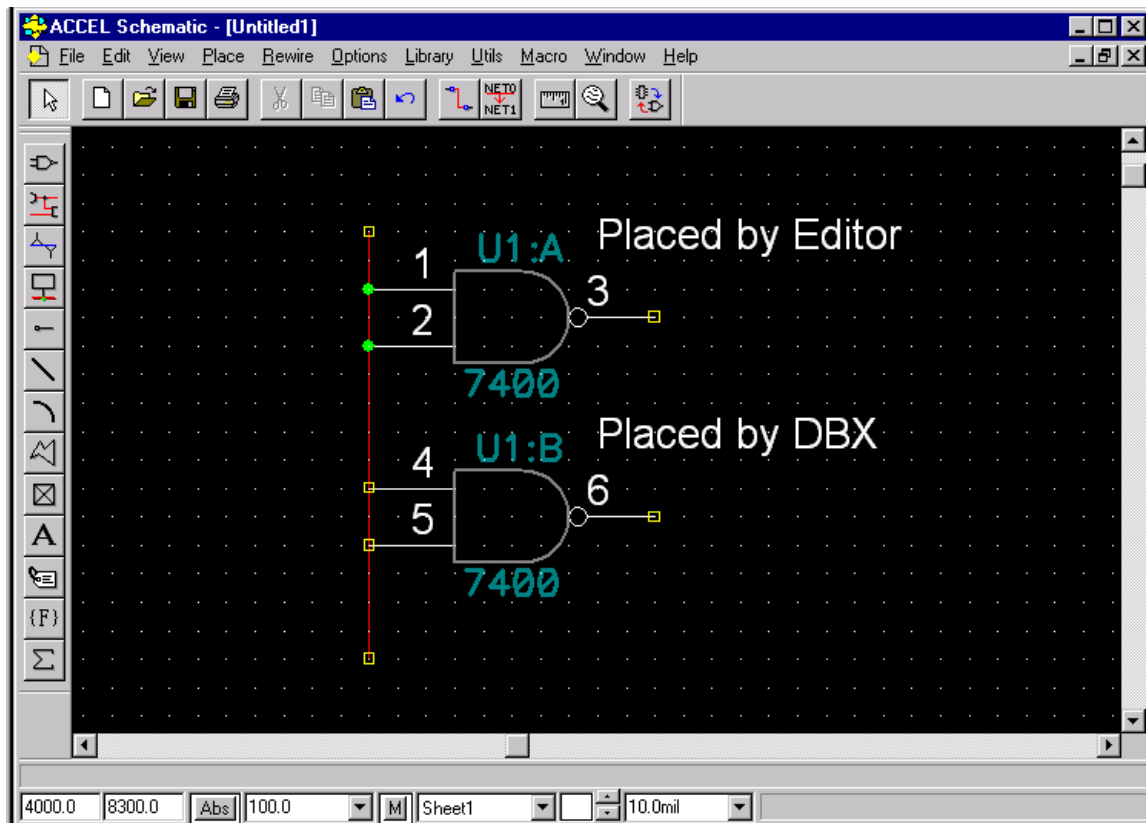 ACCEL Schematic - [Untitled1]
File Edit View Place Rewire Options Library Utils Macro Window Help
NET0
NET1
U1:A
Placed by Editor
1
3
2
7400
U1:B
Placed by DBX
4
6
5
7400
A
{F}
Σ
4000.0 8300.0 Abs 100.0 M Sheet1 10.0mil